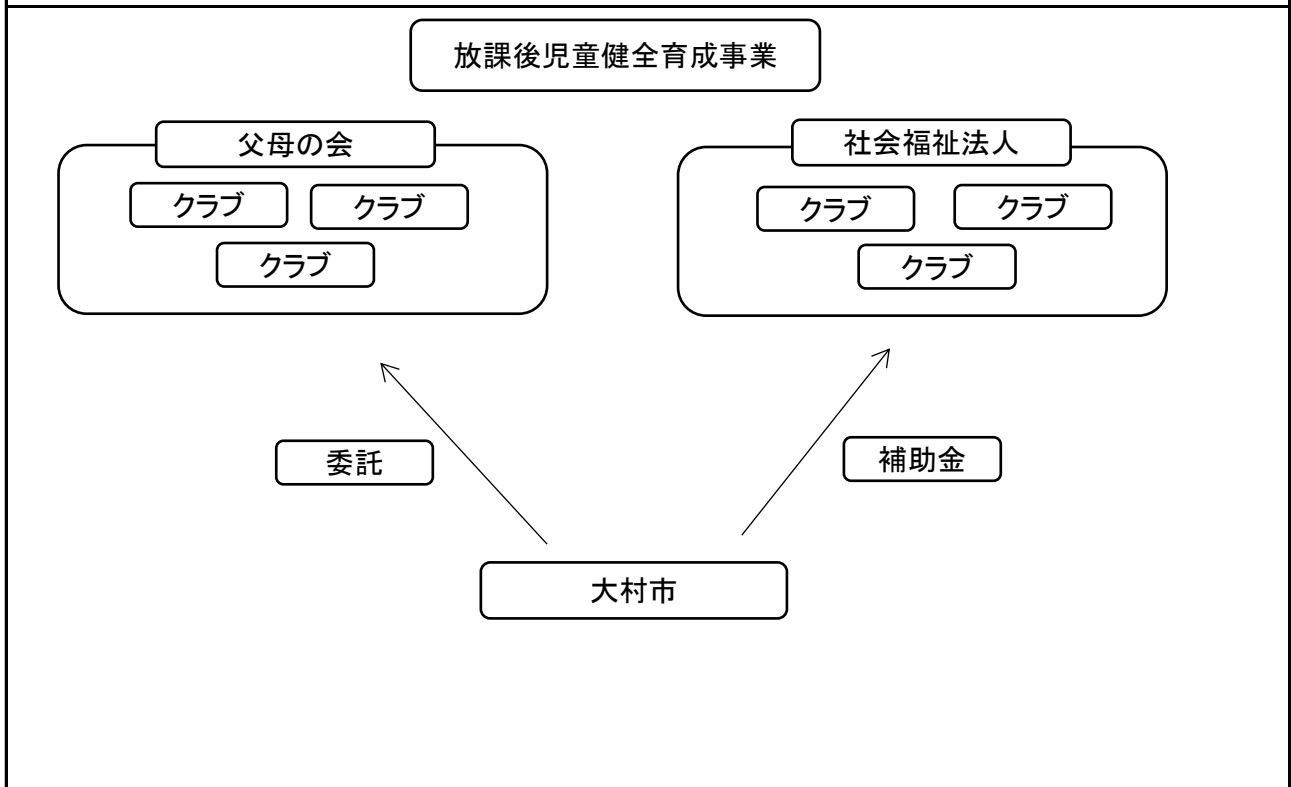 放課後児童健全育成事業
父母の会
クラブ
クラブ
クラブ
社会福祉法人
クラブ
クラブ
クラブ
委託
補助金
大村市